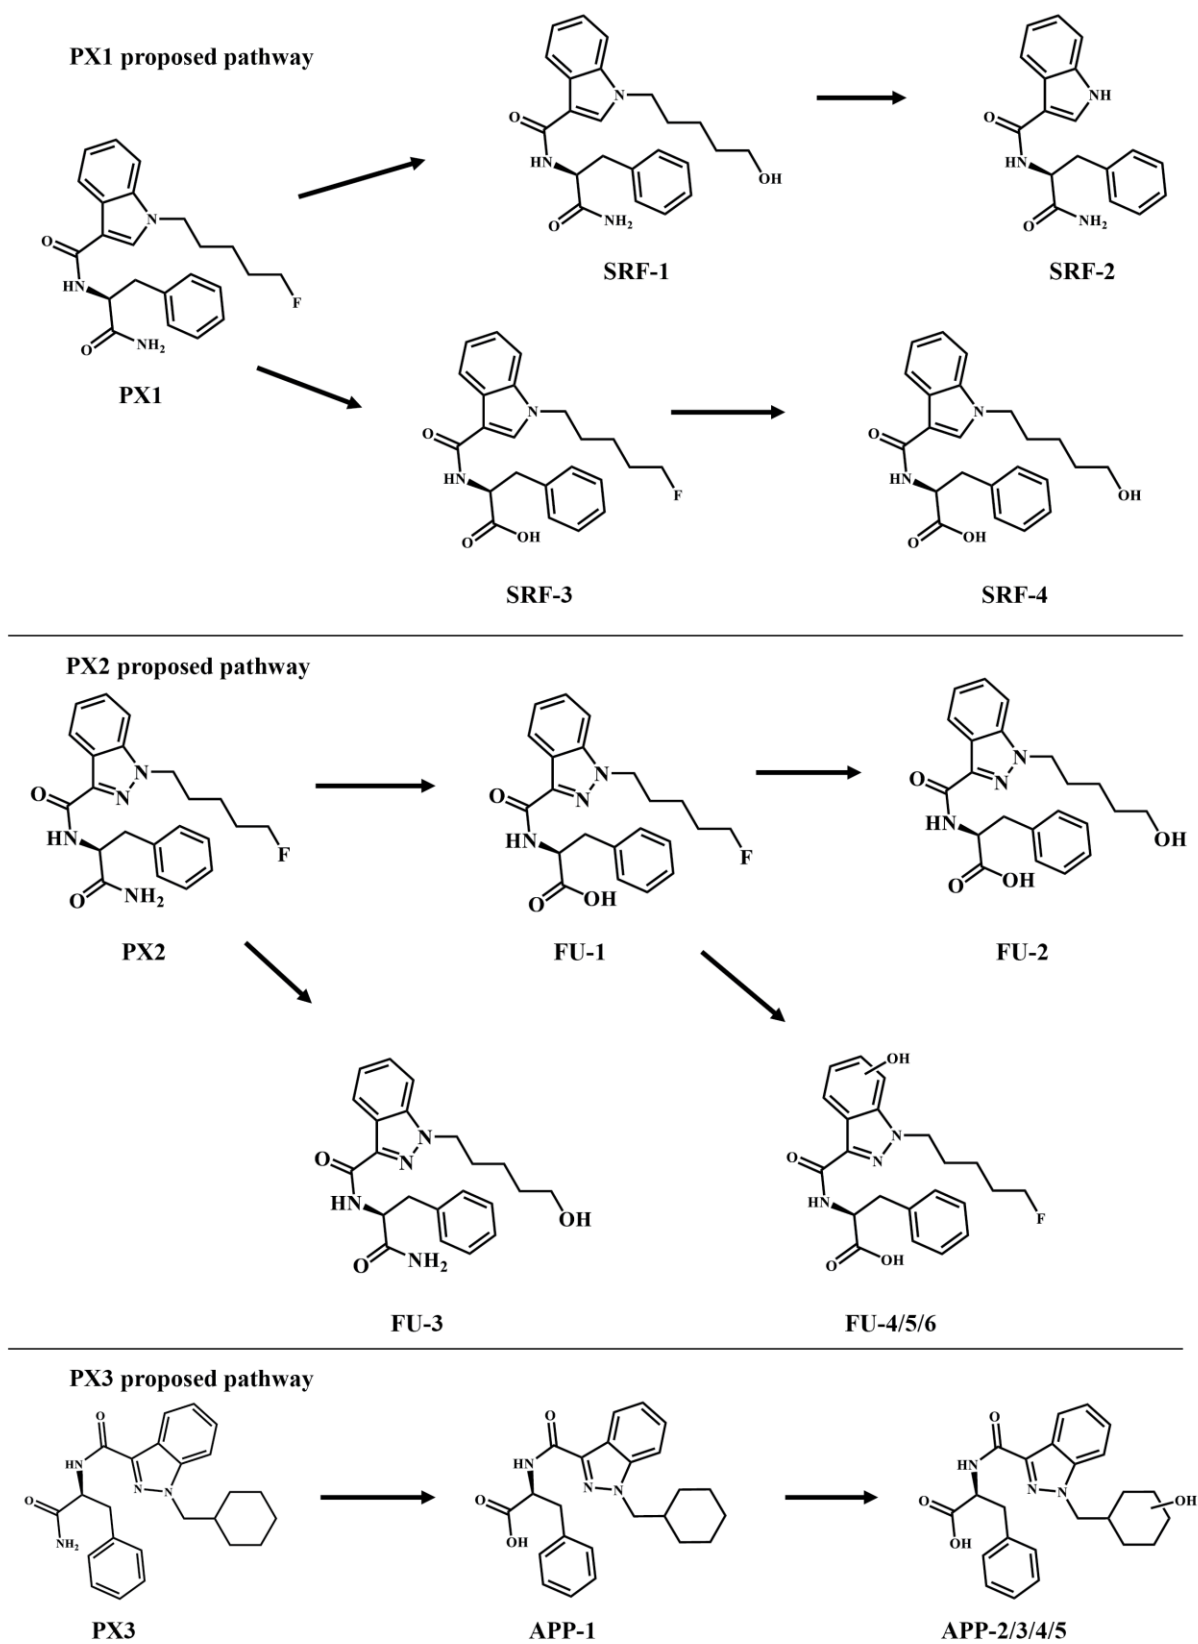 PX1 proposed pathway
O
HN
N
F
O
NH₂
PX1
O
HN
N
OH
O
NH₂
SRF-1
O
HN
NH
O
NH₂
SRF-2
O
HN
N
F
O
OH
SRF-3
O
HN
N
OH
O
OH
SRF-4
PX2 proposed pathway
O
HN
N
N
F
O
NH₂
PX2
O
HN
N
N
F
O
OH
FU-1
O
HN
N
N
OH
O
OH
FU-2
O
HN
N
N
OH
O
NH₂
FU-3
OH
O
HN
N
N
F
O
OH
FU-4/5/6
PX3 proposed pathway
O
HN
N
N
O
NH₂
PX3
O
HN
N
N
O
OH
APP-1
O
HN
N
N
OH
O
OH
APP-2/3/4/5